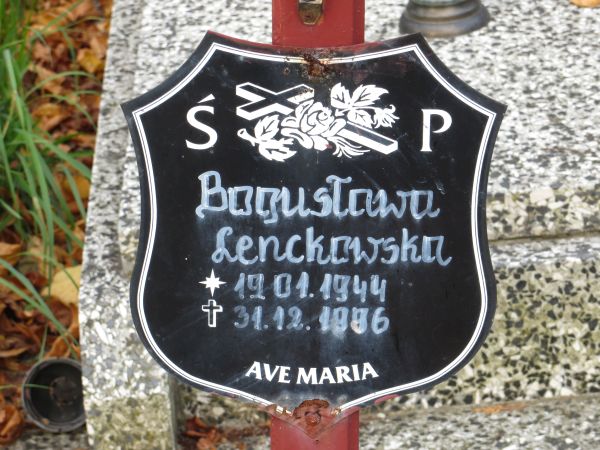 Ś P
Bogusława
Lenckowska
19.01.1944
31.12.1996
AVE MARIA